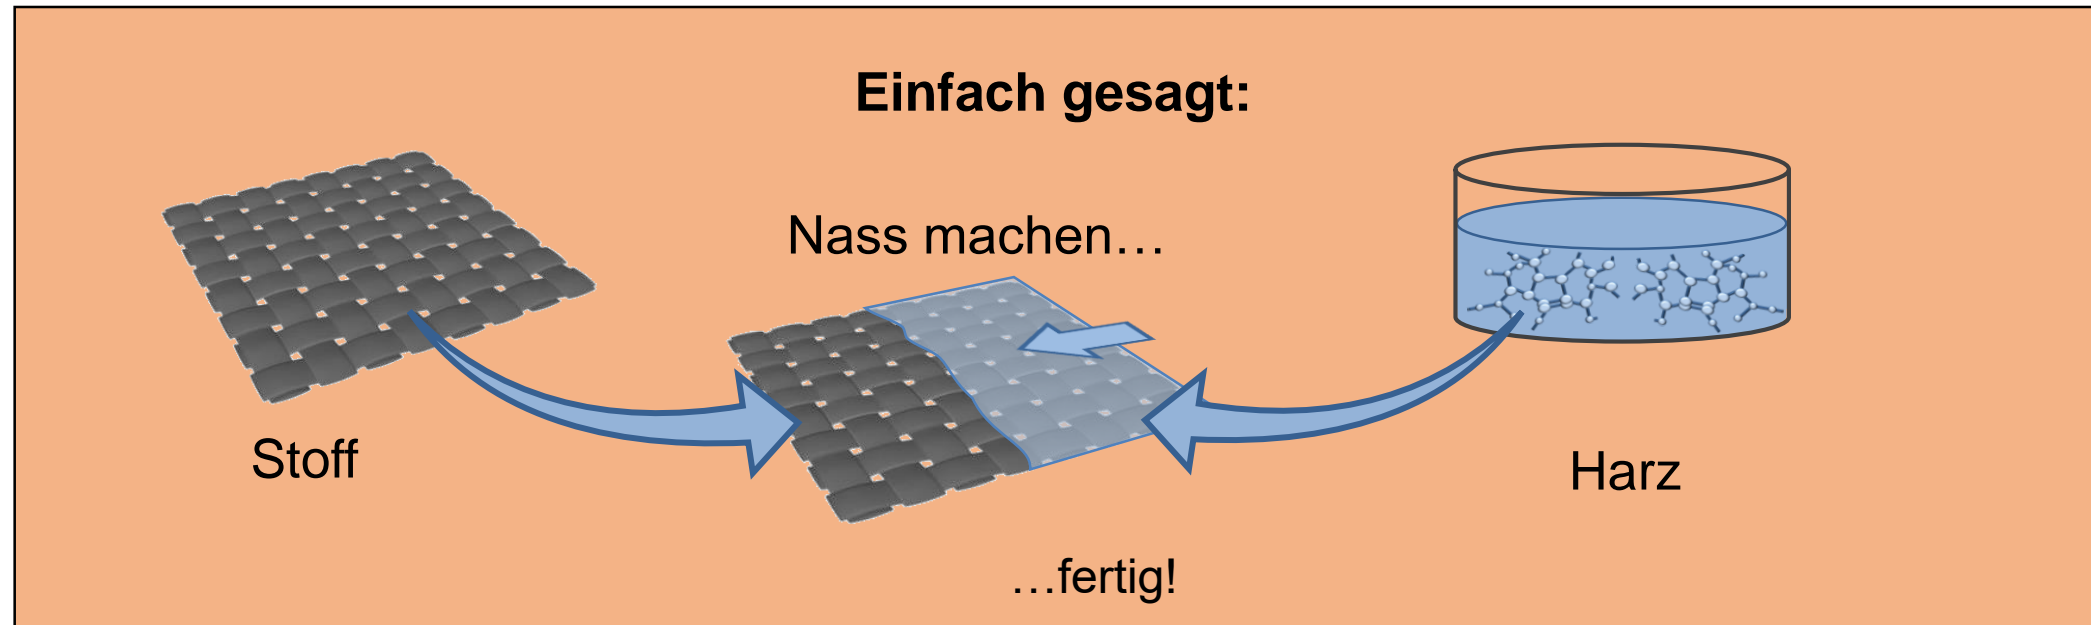 Einfach gesagt:
Nass machen…
Stoff
Harz
…fertig!